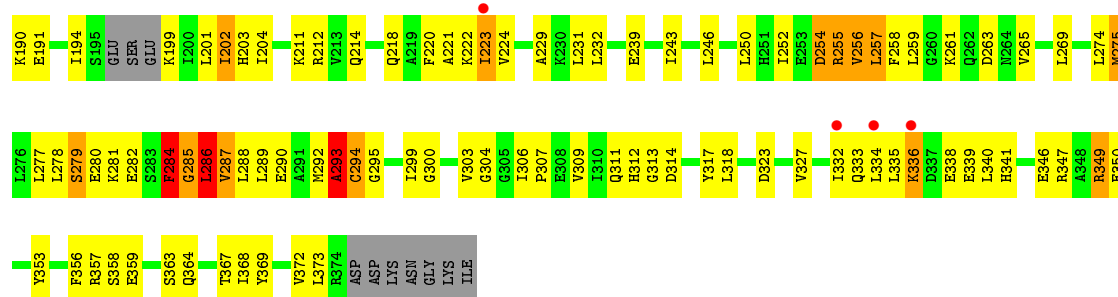 K190 E191 I194 S195 GLU SER GLU K199 I200 L201 I202 H203 I204 K211 R212 V213 Q214 Q218 A219 F220 A221 K222 I223 V224 A229 K230 L231 L232 E239 I243 L246 L250 H251 I252 E253 D254 R255 V256 L257 F258 L259 G260 K261 Q262 D263 N264 V265 L269 L274 M275
L276 L277 L278 S279 E280 K281 E282 S283 F284 G285 L286 V287 L288 L289 E290 A291 M292 A293 C294 G295 I299 G300 V303 G304 G305 I306 P307 E308 V309 I310 Q311 H312 G313 D314 Y317 L318 D323 V327 I332 Q333 L334 L335 K336 D337 E338 E339 L340 H341 E346 R347 A348 R349 E350
Y353 F356 R357 S358 E359 S363 Q364 T367 I368 Y369 V372 L373 R374 ASP ASP LYS ASN GLY LYS ILE